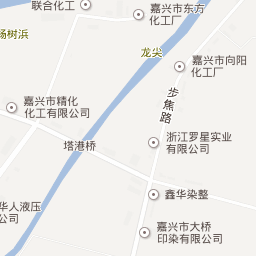 联合化工
嘉兴市东方
化工厂
杨树浜
龙尖
嘉兴市向阳
化工厂
步焦路
嘉兴市精化
化工有限公司
塔港桥
浙江罗星实业
有限公司
鑫华染整
华人液压
公司
嘉兴市大桥
印染有限公司